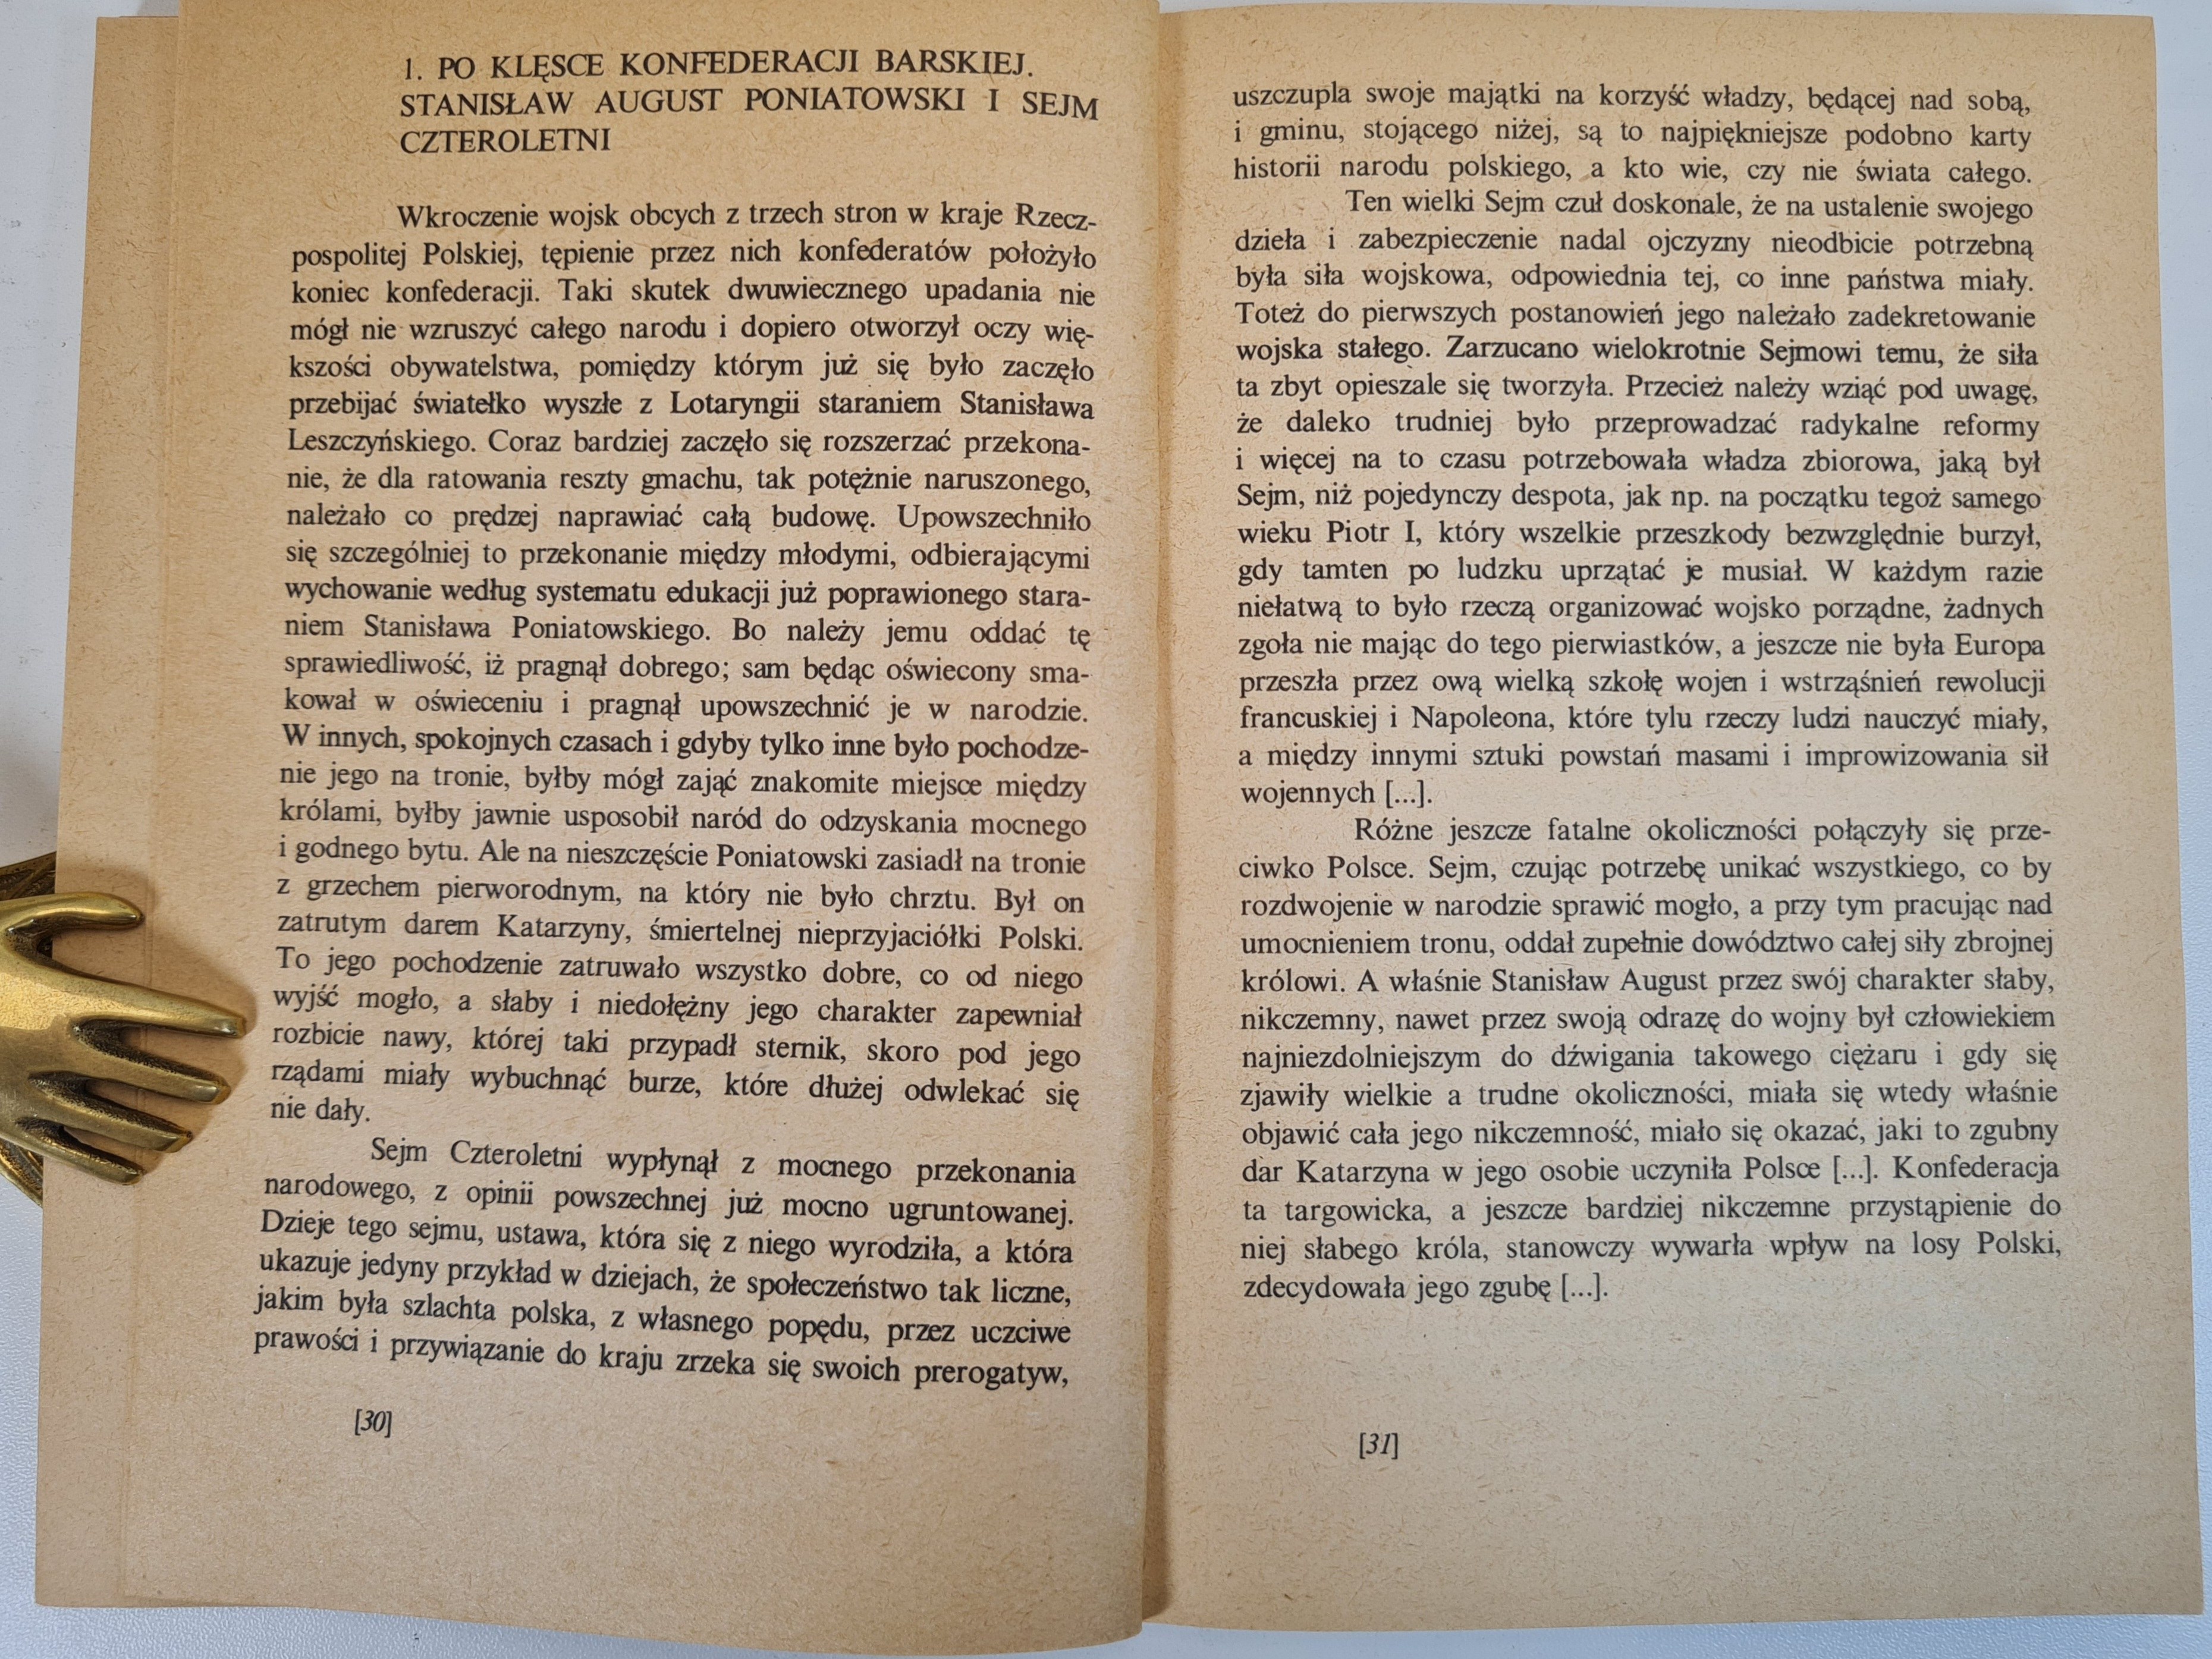 1. PO KLĘSCE KONFEDERACJI BARSKIEJ.
STANISŁAW AUGUST PONIATOWSKI I SEJM
CZTEROLETNI
Wkroczenie wojsk obcych z trzech stron w kraje Rzecz-
pospolitej Polskiej, tępienie przez nich konfederatów położyło
koniec konfederacji. Taki skutek dwuwiecznego upadania nie
mógł nie wzruszyć całego narodu i dopiero otworzył oczy wię-
kszości obywatelstwa, pomiędzy którym już się było zaczęło
przebijać światełko wyszłe z Lotaryngii staraniem Stanisława
Leszczyńskiego. Coraz bardziej zaczęło się rozszerzać przekona-
nie, że dla ratowania reszty gmachu, tak potężnie naruszonego,
należało co prędzej naprawiać całą budowę. Upowszechniło
się szczególniej to przekonanie między młodymi, odbierającymi
wychowanie według systematu edukacji już poprawionego stara-
niem Stanisława Poniatowskiego. Bo należy jemu oddać tę
sprawiedliwość, iż pragnął dobrego; sam będąc oświecony sma-
kował w oświeceniu i pragnął upowszechnić je w narodzie.
W innych, spokojnych czasach i gdyby tylko inne było pochodze-
nie jego na tronie, byłby mógł zająć znakomite miejsce między
królami, byłby jawnie usposobił naród do odzyskania mocnego
i godnego bytu. Ale na nieszczęście Poniatowski zasiadł na tronie
z grzechem pierworodnym, na który nie było chrztu. Był on
zatrutym darem Katarzyny, śmiertelnej nieprzyjaciółki Polski.
To jego pochodzenie zatruwało wszystko dobre, co od niego
wyjść mogło, a słaby i niedołężny jego charakter zapewniał
rozbicie nawy, której taki przypadł sternik, skoro pod jego
rządami miały wybuchnąć burze, które dłużej odwlekać się
nie dały.
Sejm Czteroletni wypłynął z mocnego przekonania
narodowego, z opinii powszechnej już mocno ugruntowanej.
Dzieje tego sejmu, ustawa, która się z niego wyrodziła, a która
ukazuje jedyny przykład w dziejach, że społeczeństwo tak liczne,
jakim była szlachta polska, z własnego popędu, przez uczciwe
prawości i przywiązanie do kraju zrzeka się swoich prerogatyw,
[30]
uszczupla swoje majątki na korzyść władzy, będącej nad sobą,
i gminu, stojącego niżej, są to najpiękniejsze podobno karty
historii narodu polskiego, a kto wie, czy nie świata całego.
Ten wielki Sejm czuł doskonale, że na ustalenie swojego
dzieła i zabezpieczenie nadal ojczyzny nieodbicie potrzebną
była siła wojskowa, odpowiednia tej, co inne państwa miały.
Toteż do pierwszych postanowień jego należało zadekretowanie
wojska stałego. Zarzucano wielokrotnie Sejmowi temu, że siła
ta zbyt opieszale się tworzyła. Przecież należy wziąć pod uwagę,
że daleko trudniej było przeprowadzać radykalne reformy
i więcej na to czasu potrzebowała władza zbiorowa, jaką był
Sejm, niż pojedynczy despota, jak np. na początku tegoż samego
wieku Piotr I, który wszelkie przeszkody bezwzględnie burzył,
gdy tamten po ludzku uprzątać je musiał. W każdym razie
niełatwą to było rzeczą organizować wojsko porządne, żadnych
zgoła nie mając do tego pierwiastków, a jeszcze nie była Europa
przeszła przez ową wielką szkołę wojen i wstrząśnień rewolucji
francuskiej i Napoleona, które tylu rzeczy ludzi nauczyć miały,
a między innymi sztuki powstań masami i improwizowania sił
wojennych [...].
Różne jeszcze fatalne okoliczności połączyły się prze-
ciwko Polsce. Sejm, czując potrzebę unikać wszystkiego, co by
rozdwojenie w narodzie sprawić mogło, a przy tym pracując nad
umocnieniem tronu, oddał zupełnie dowództwo całej siły zbrojnej
królowi. A właśnie Stanisław August przez swój charakter słaby,
nikczemny, nawet przez swoją odrazę do wojny był człowiekiem
najniezdolniejszym do dźwigania takowego ciężaru i gdy się
zjawiły wielkie a trudne okoliczności, miała się wtedy właśnie
objawić cała jego nikczemność, miało się okazać, jaki to zgubny
dar Katarzyna w jego osobie uczyniła Polsce [...]. Konfederacja
ta targowicka, a jeszcze bardziej nikczemne przystąpienie do
niej słabego króla, stanowczy wywarła wpływ na losy Polski,
zdecydowała jego zgubę [...].
[31]